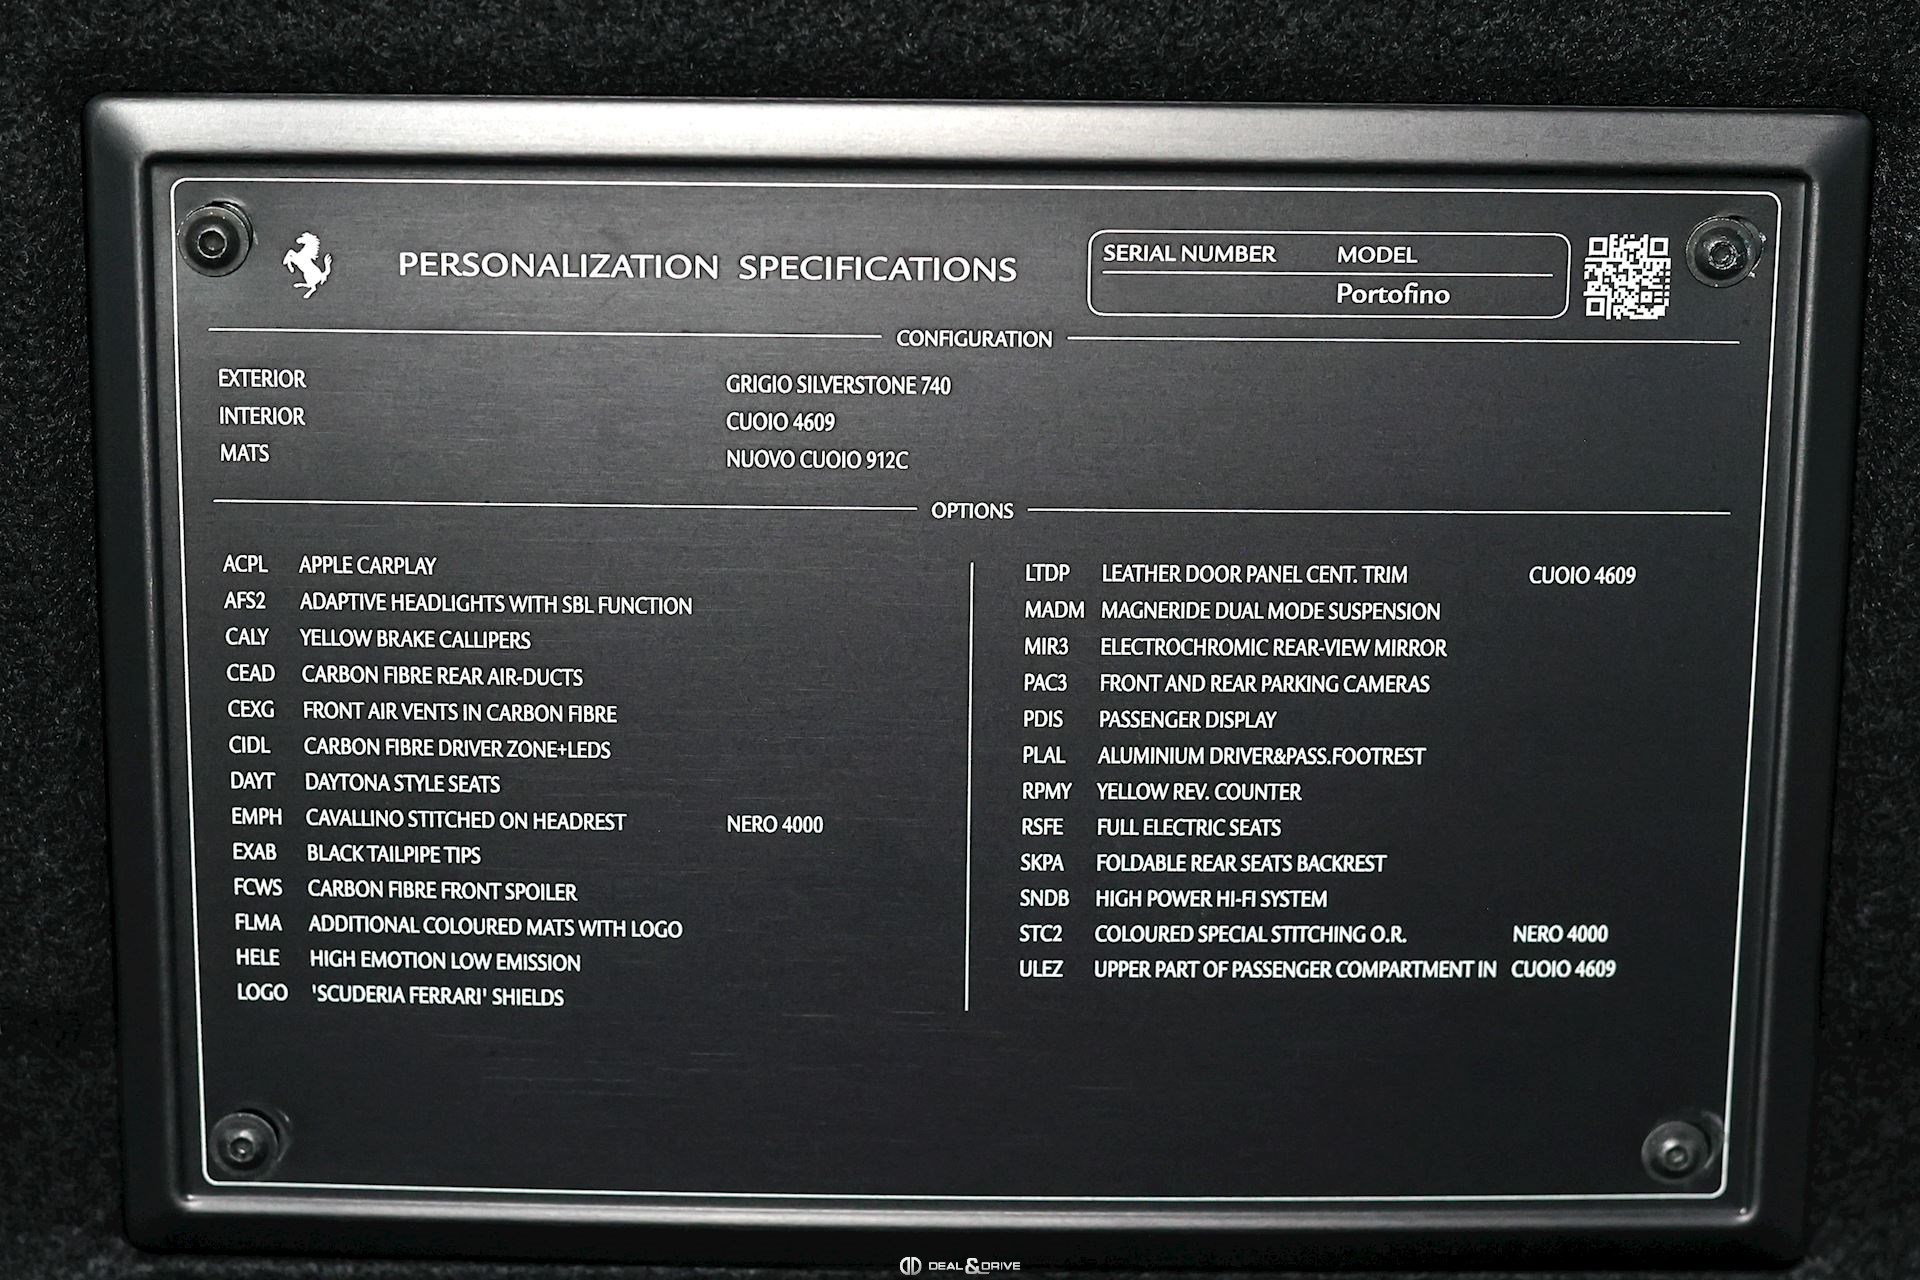 PERSONALIZATION SPECIFICATIONS
SERIAL NUMBER MODEL
Portofino
CONFIGURATION
EXTERIOR GRIGIO SILVERSTONE 740
INTERIOR CUOIO 4609
MATS NUOVO CUOIO 912C
OPTIONS
ACPL APPLE CARPLAY
AFS2 ADAPTIVE HEADLIGHTS WITH SBL FUNCTION
CALY YELLOW BRAKE CALLIPERS
CEAD CARBON FIBRE REAR AIR-DUCTS
CEXG FRONT AIR VENTS IN CARBON FIBRE
CIDL CARBON FIBRE DRIVER ZONE+LEDS
DAYT DAYTONA STYLE SEATS
EMPH CAVALLINO STITCHED ON HEADREST NERO 4000
EXAB BLACK TAILPIPE TIPS
FCWS CARBON FIBRE FRONT SPOILER
FLMA ADDITIONAL COLOURED MATS WITH LOGO
HELE HIGH EMOTION LOW EMISSION
LOGO 'SCUDERIA FERRARI' SHIELDS
LTDP LEATHER DOOR PANEL CENT. TRIM CUOIO 4609
MADM MAGNERIDE DUAL MODE SUSPENSION
MIR3 ELECTROCHROMIC REAR-VIEW MIRROR
PAC3 FRONT AND REAR PARKING CAMERAS
PDIS PASSENGER DISPLAY
PLAL ALUMINIUM DRIVER&PASS.FOOTREST
RPMY YELLOW REV. COUNTER
RSFE FULL ELECTRIC SEATS
SKPA FOLDABLE REAR SEATS BACKREST
SNDB HIGH POWER HI-FI SYSTEM
STC2 COLOURED SPECIAL STITCHING O.R. NERO 4000
ULEZ UPPER PART OF PASSENGER COMPARTMENT IN CUOIO 4609
DEAL&DRIVE